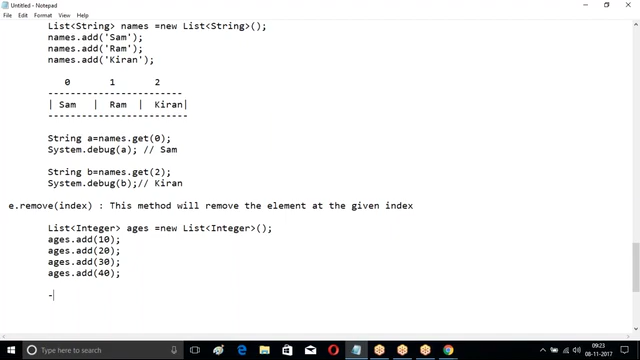 Untitled - Notepad
File Edit Format View Help
List<String> names =new List<String>();
names.add('Sam');
names.add('Ram');
names.add('Kiran');
0 1 2
-------------------------
| Sam | Ram | Kiran|
-------------------------
String a=names.get(0);
System.debug(a); // Sam
String b=names.get(2);
System.debug(b);// Kiran
e.remove(index) : This method will remove the element at the given index
List<Integer> ages =new List<Integer>();
ages.add(10);
ages.add(20);
ages.add(30);
ages.add(40);
-
Type here to search
09:23
08-11-2017